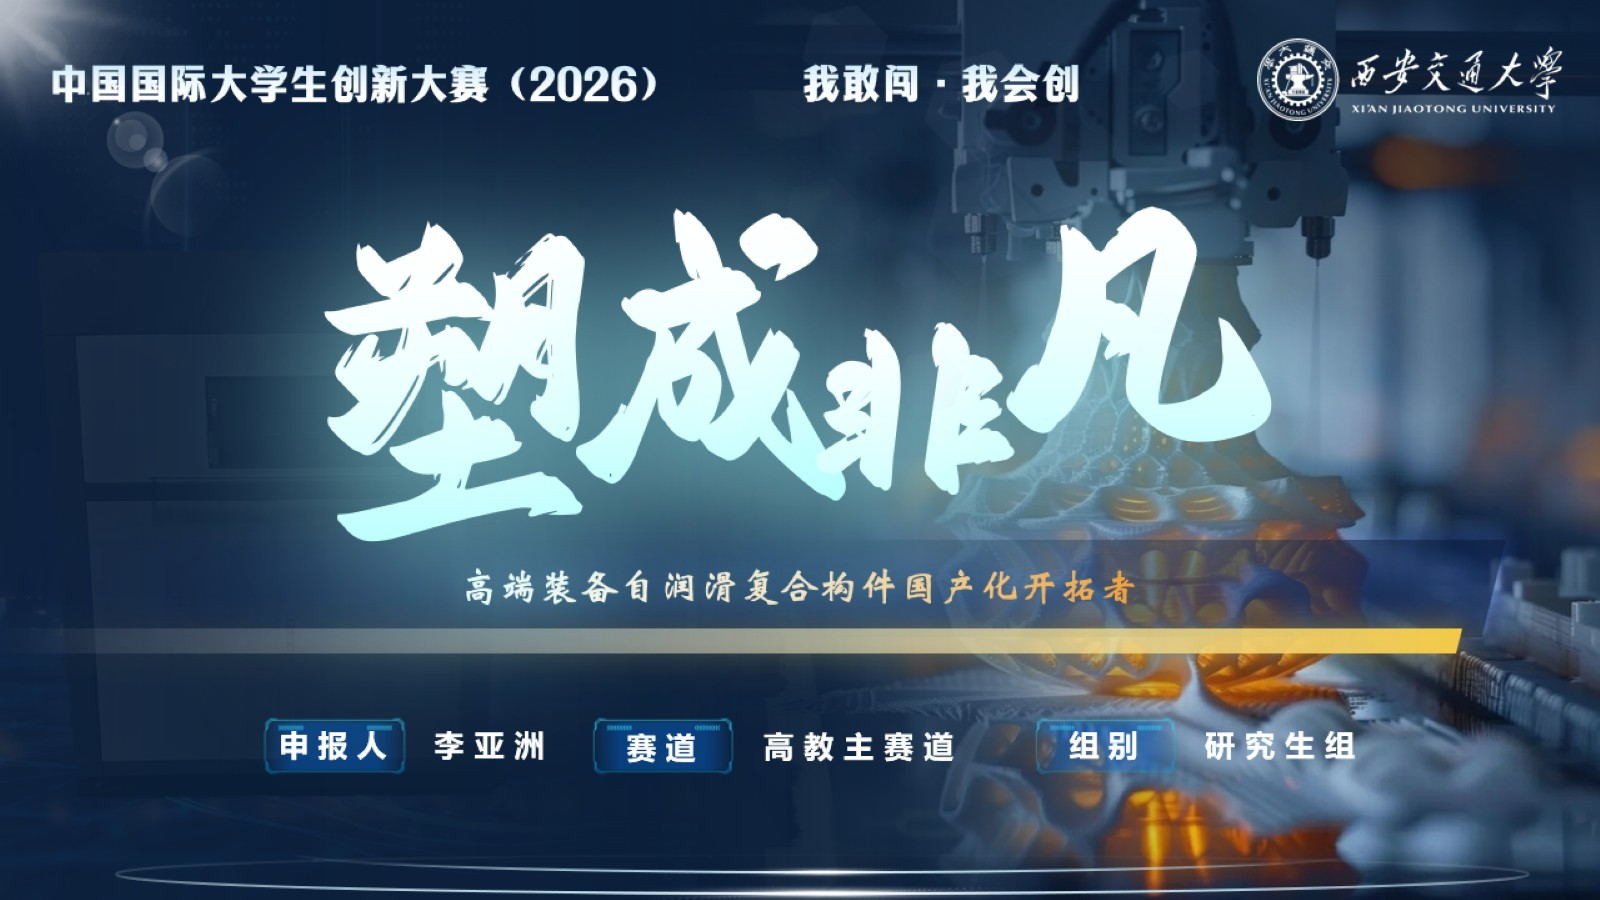 中国国际大学生创新大赛（2026）
我敢闯·我会创
西安交通大学
XI'AN JIAOTONG UNIVERSITY
塑成非凡
高端装备自润滑复合构件国产化开拓者
申报人 李亚洲 赛道 高教主赛道 组别 研究生组